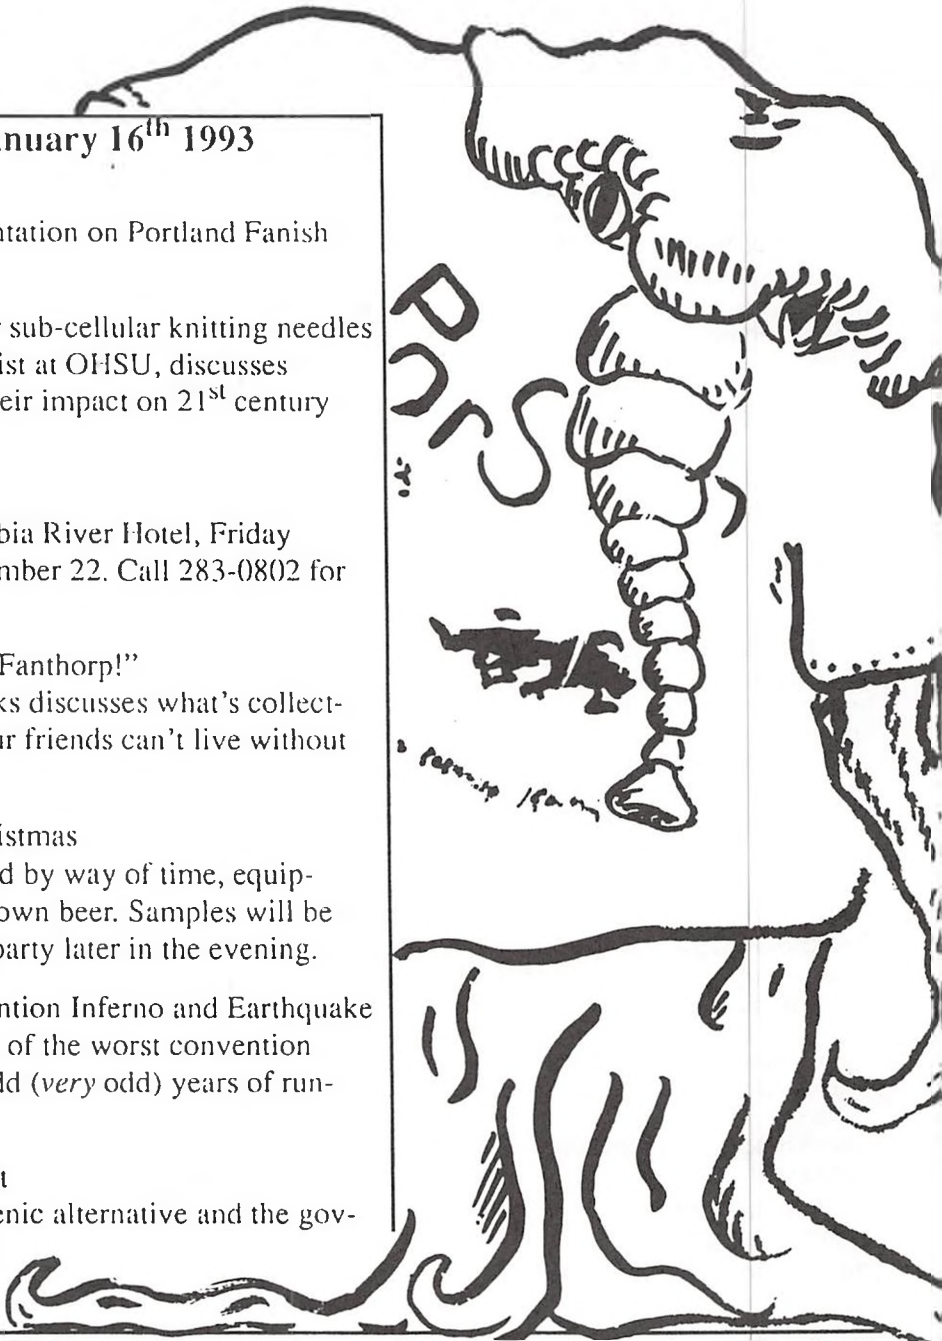 nuary 16th 1993
ntation on Portland Fanish
r sub-cellular knitting needles
ist at OHSU, discusses
eir impact on 21st century
bia River Hotel, Friday
mber 22. Call 283-0802 for
Fanthorp!”
ks discusses what's collect-
ur friends can't live without
istmas
d by way of time, equip-
own beer. Samples will be
party later in the evening.
ntion Inferno and Earthquake
of the worst convention
ld (very odd) years of run-
t
enic alternative and the gov-
PorS